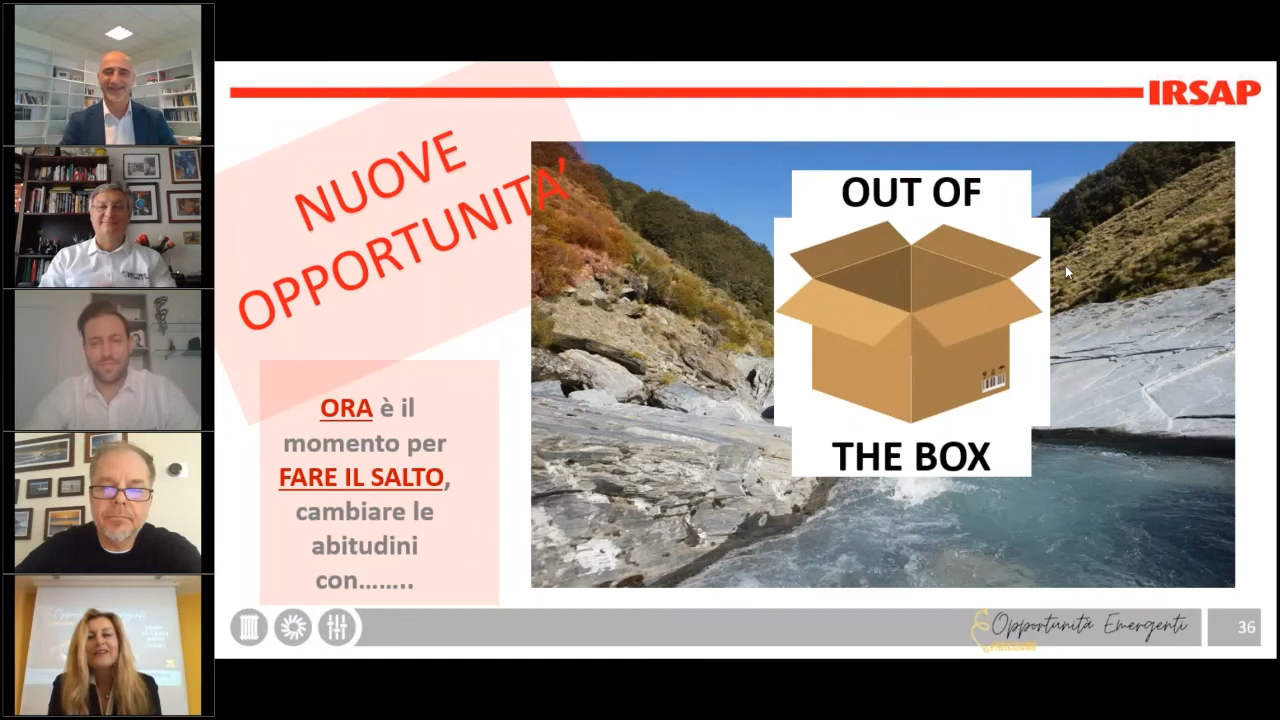 IRSAP
NUOVE
OPPORTUNITA'
OUT OF
THE BOX
ORA è il
momento per
FARE IL SALTO,
cambiare le
abitudini
con……..
Opportunità Emergenti
36